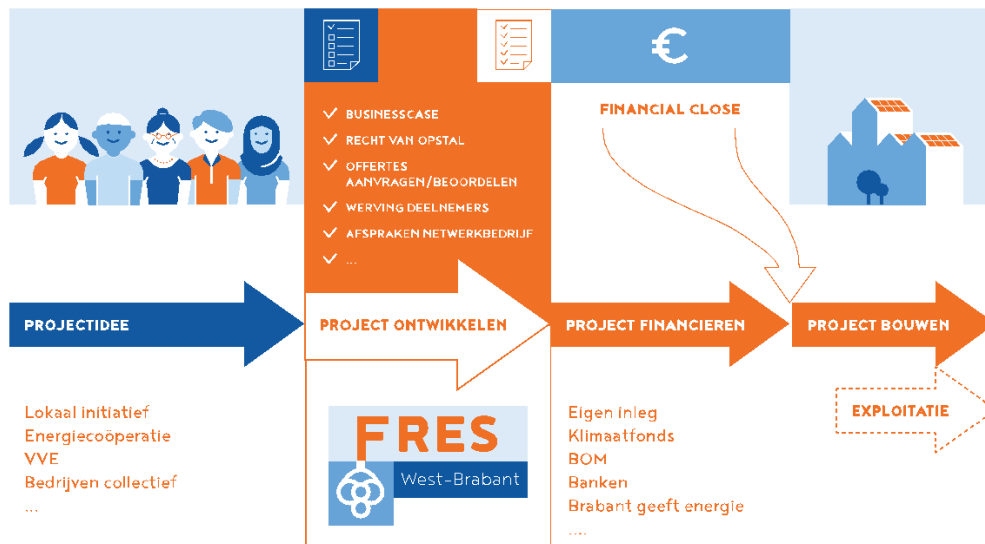 €
BUSINESSCASE
RECHT VAN OPSTAL
OFFERTES
AANVRAGEN/BEOORDELEN
WERVING DEELNEMERS
AFSPRAKEN NETWERKBEDRIJF
...
FINANCIAL CLOSE
PROJECTIDEE
PROJECT ONTWIKKELEN
PROJECT FINANCIEREN
PROJECT BOUWEN
Lokaal initiatief
Energiecoöperatie
VVE
Bedrijven collectief
...
FRES
West-Brabant
Eigen inleg
Klimaatfonds
BOM
Banken
Brabant geeft energie
....
EXPLOITATIE